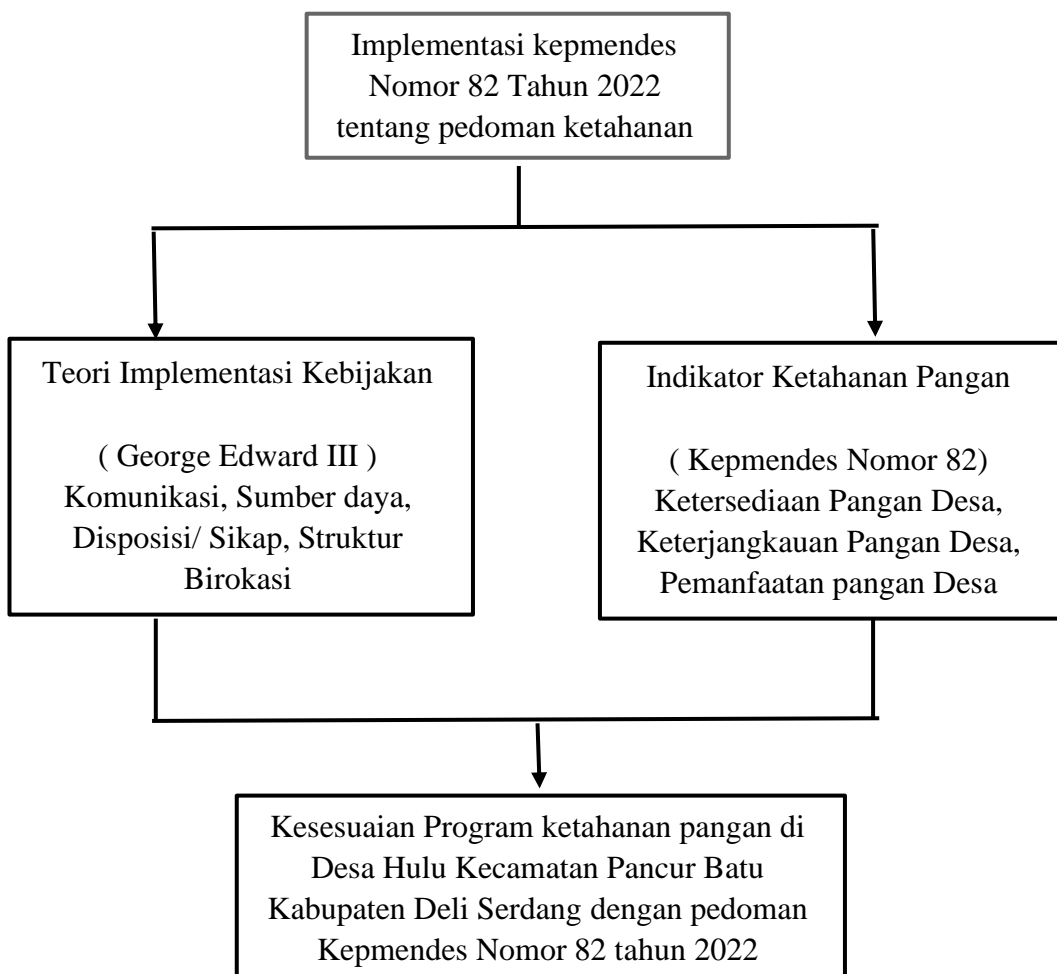 Implementasi kepmendes
Nomor 82 Tahun 2022
tentang pedoman ketahanan
Teori Implementasi Kebijakan
( George Edward III )
Komunikasi, Sumber daya,
Disposisi/ Sikap, Struktur
Birokasi
Indikator Ketahanan Pangan
( Kepmendes Nomor 82)
Ketersediaan Pangan Desa,
Keterjangkauan Pangan Desa,
Pemanfaatan pangan Desa
Kesesuaian Program ketahanan pangan di
Desa Hulu Kecamatan Pancur Batu
Kabupaten Deli Serdang dengan pedoman
Kepmendes Nomor 82 tahun 2022